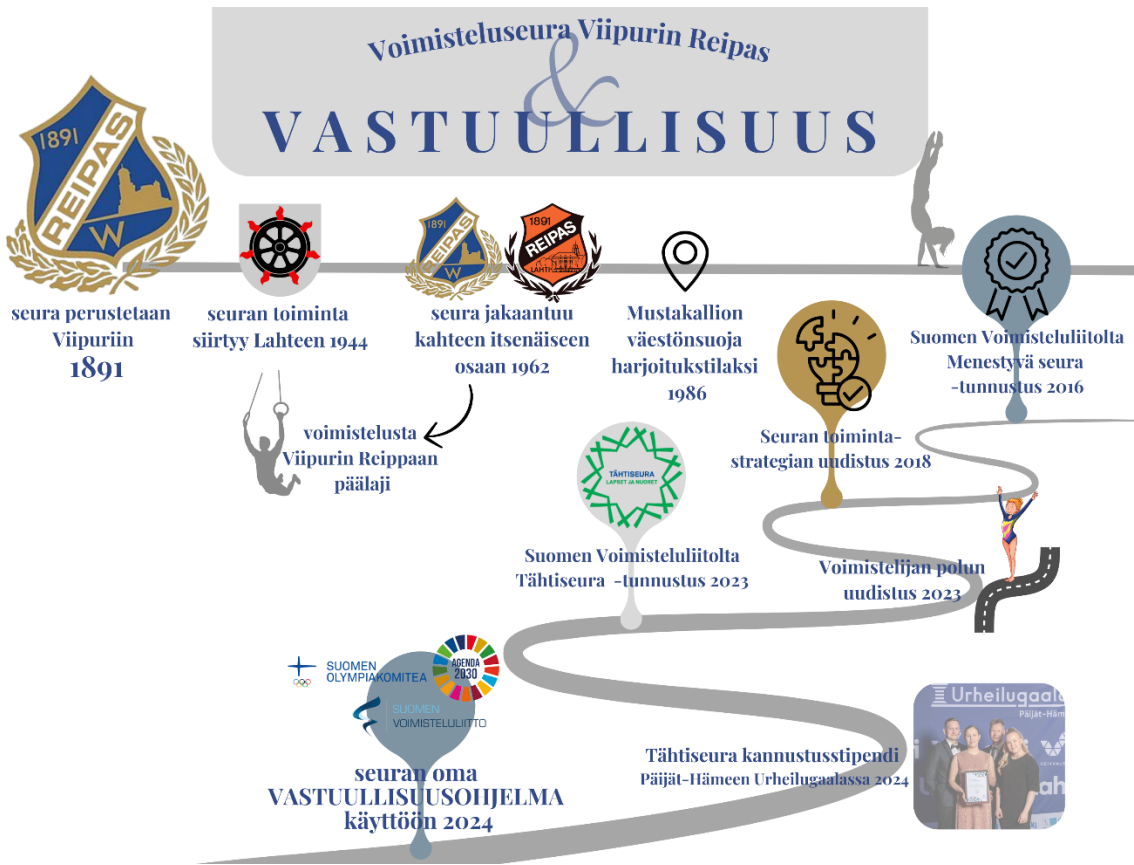 Voimisteluseura Viipurin Reipas
&
VASTUULLISUUS
1891
REIPAS
W
seura perustetaan
Viipuriin
1891
seuran toiminta
siirtyy Lahteen 1944
1891
REIPAS
W
1891
REIPAS
LAHTI
seura jakaantuu
kahteen itsenäiseen
osaan 1962
voimistelusta
Viipurin Reippaan
päälaji
Mustakallion
väestönsuoja
harjoitukstilaksi
1986
Suomen Voimisteluliitolta
Menestyvä seura
-tunnustus 2016
Seuran toiminta-
strategian uudistus 2018
TÄHTISEURA
LAPSET JA NUORET
Suomen Voimisteluliitolta
Tähtiseura -tunnustus 2023
Voimistelijan polun
uudistus 2023
SUOMEN
OLYMPIAKOMITEA
AGENDA
2030
SUOMEN
VOIMISTELULIITTO
seuran oma
VASTUULLISUUSOHJELMA
käyttöön 2024
Tähtiseura kannustusstipendi
Päijät-Hämeen Urheilugaalassa 2024
Urheilugaala
Päijät-Häme